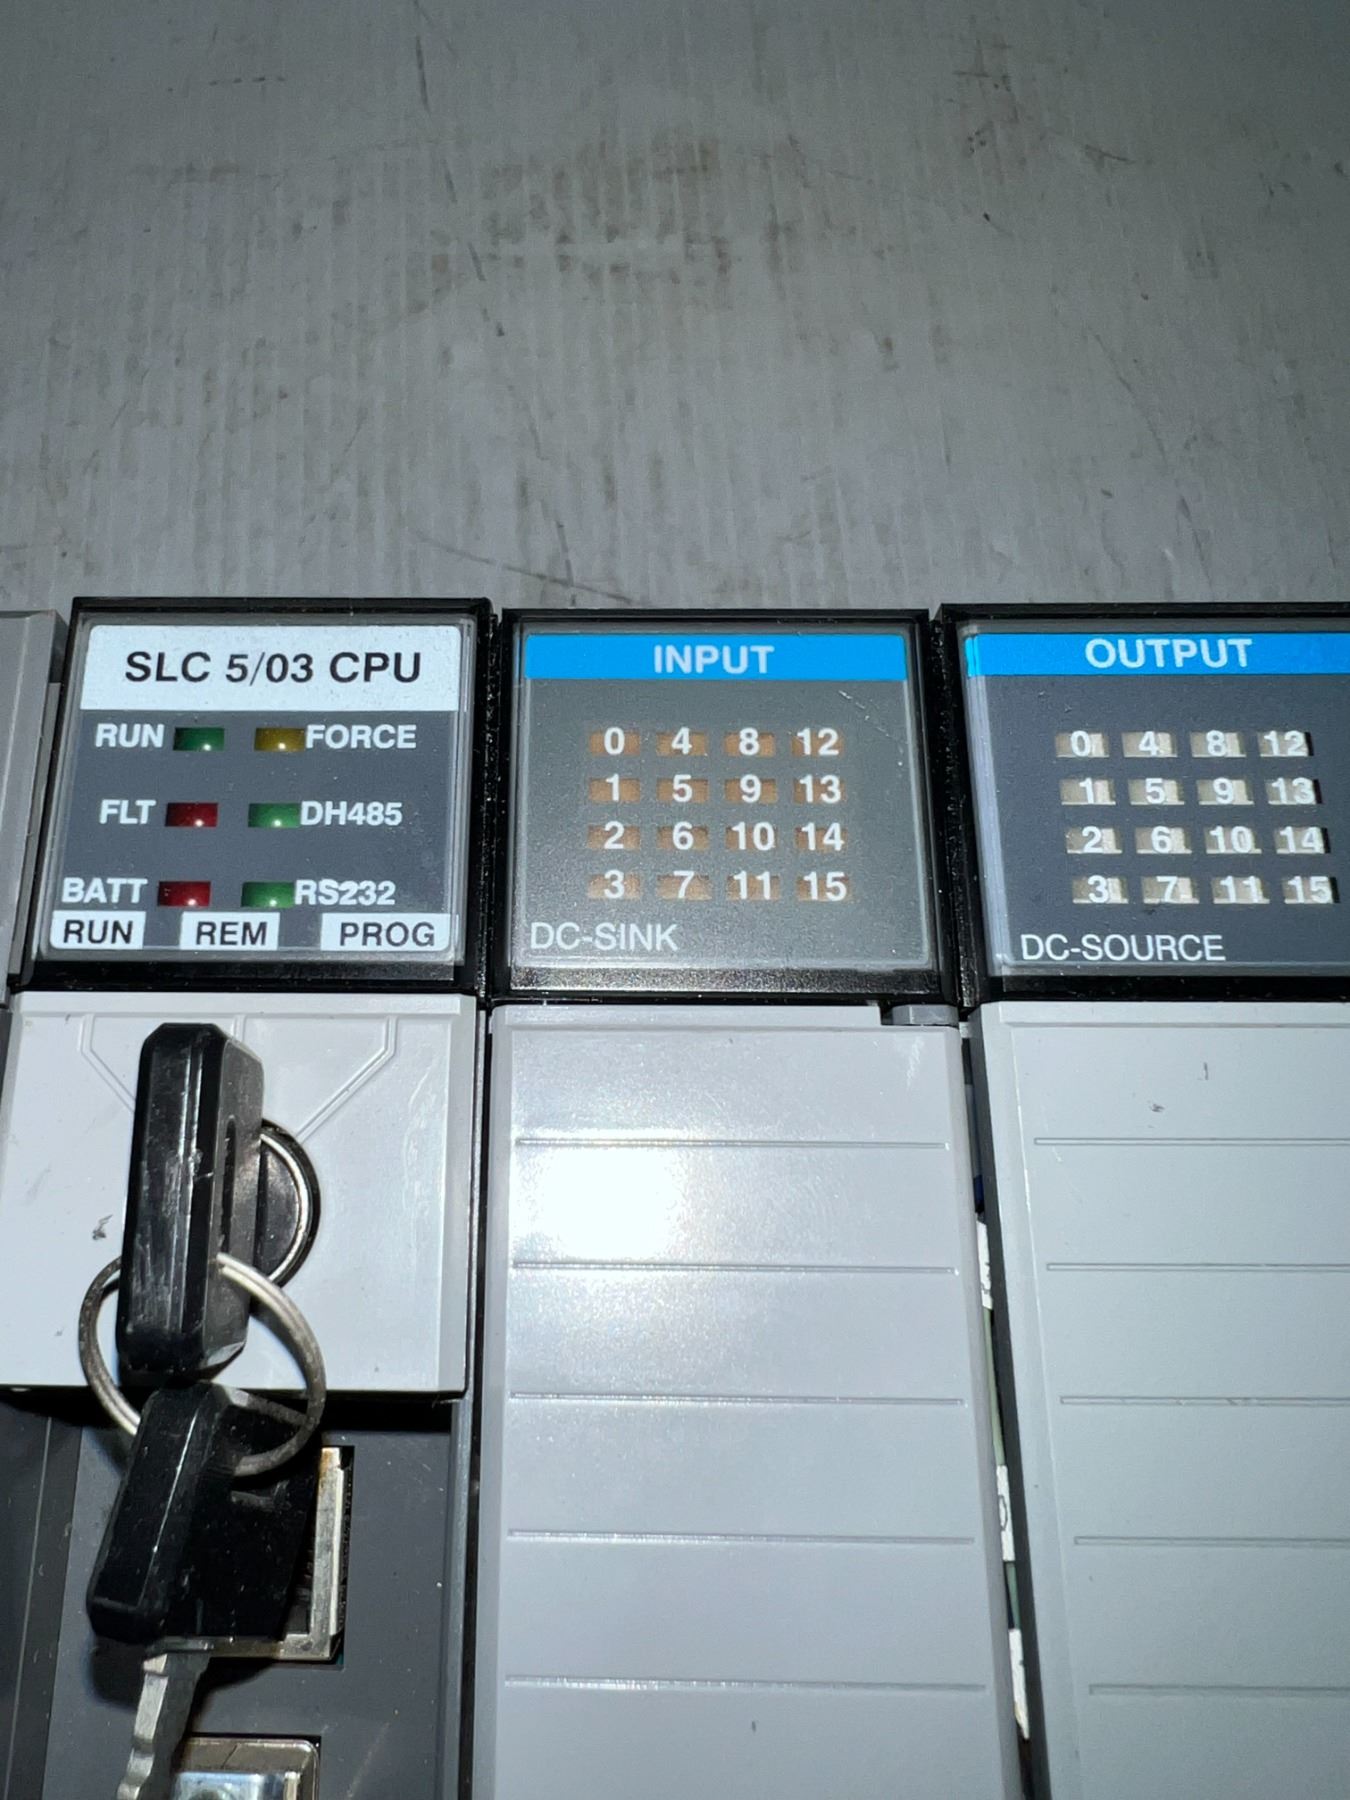 SLC 5/03 CPU
RUN FORCE
FLT DH485
BATT RS232
RUN REM PROG
INPUT
0 4 8 12
1 5 9 13
2 6 10 14
3 7 11 15
DC-SINK
OUTPUT
0 4 8 12
1 5 9 13
2 6 10 14
3 7 11 15
DC-SOURCE